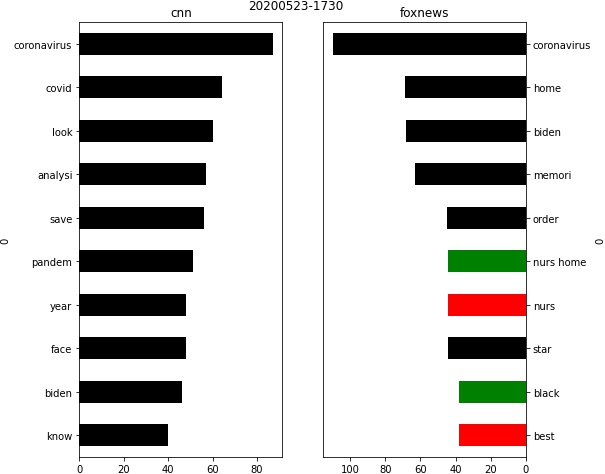 20200523-1730
cnn
foxnews
coronavirus
covid
look
analysi
save
pandem
year
face
biden
know
0
0 20 40 60 80
coronavirus
home
biden
memori
order
nurs home
nurs
star
black
best
0
100 80 60 40 20 0